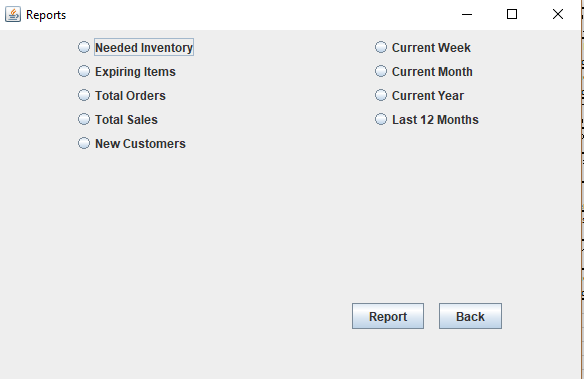 Reports
Needed Inventory
Expiring Items
Total Orders
Total Sales
New Customers
Current Week
Current Month
Current Year
Last 12 Months
Report
Back